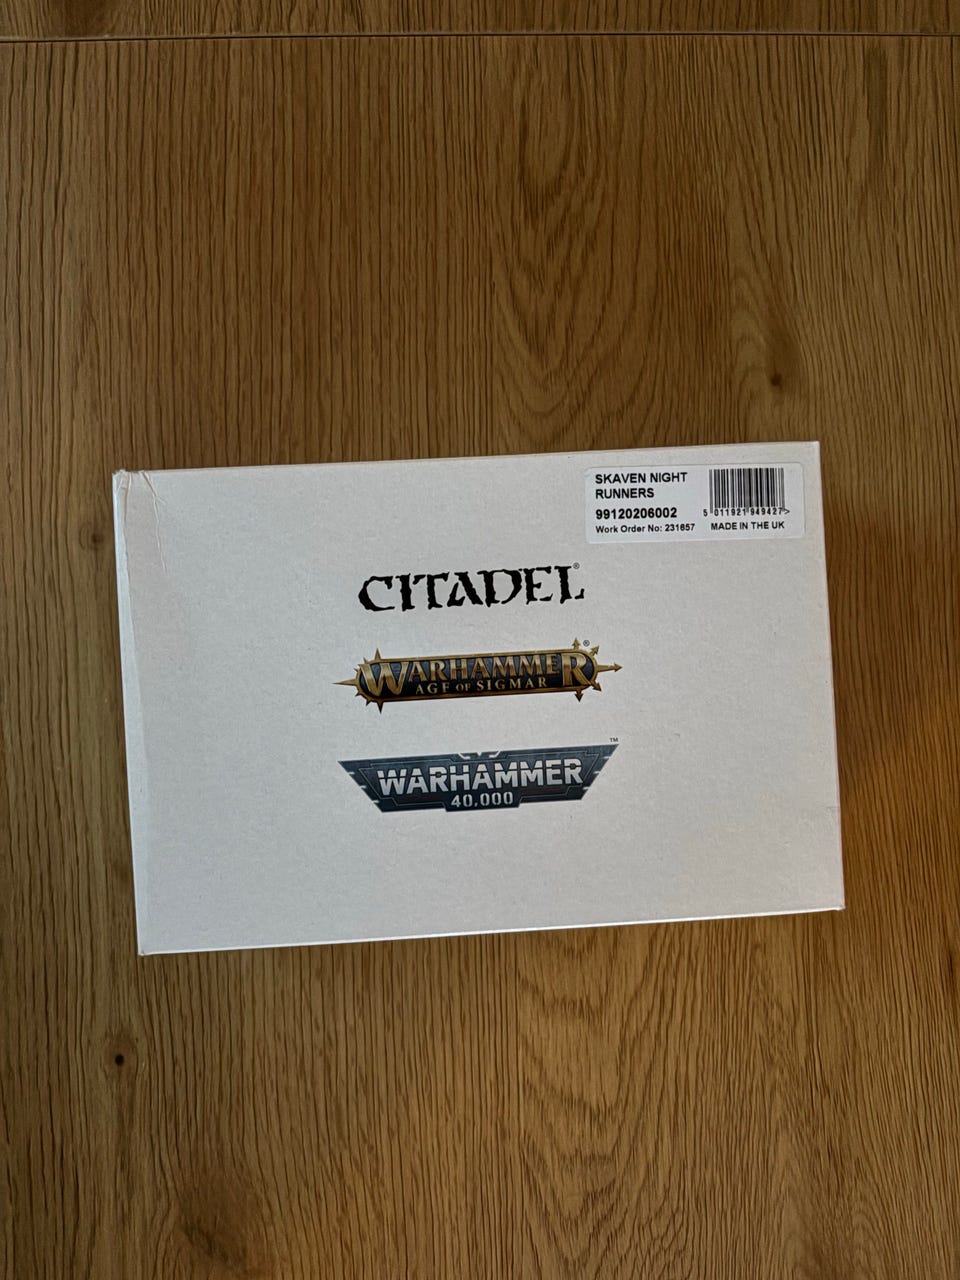 SKAVEN NIGHT
RUNNERS
99120206002
Work Order No: 231657
5 011921 949427 >
MADE IN THE UK
CITADEL®
WARHAMMER®
AGE OF SIGMAR
WARHAMMER™
40,000